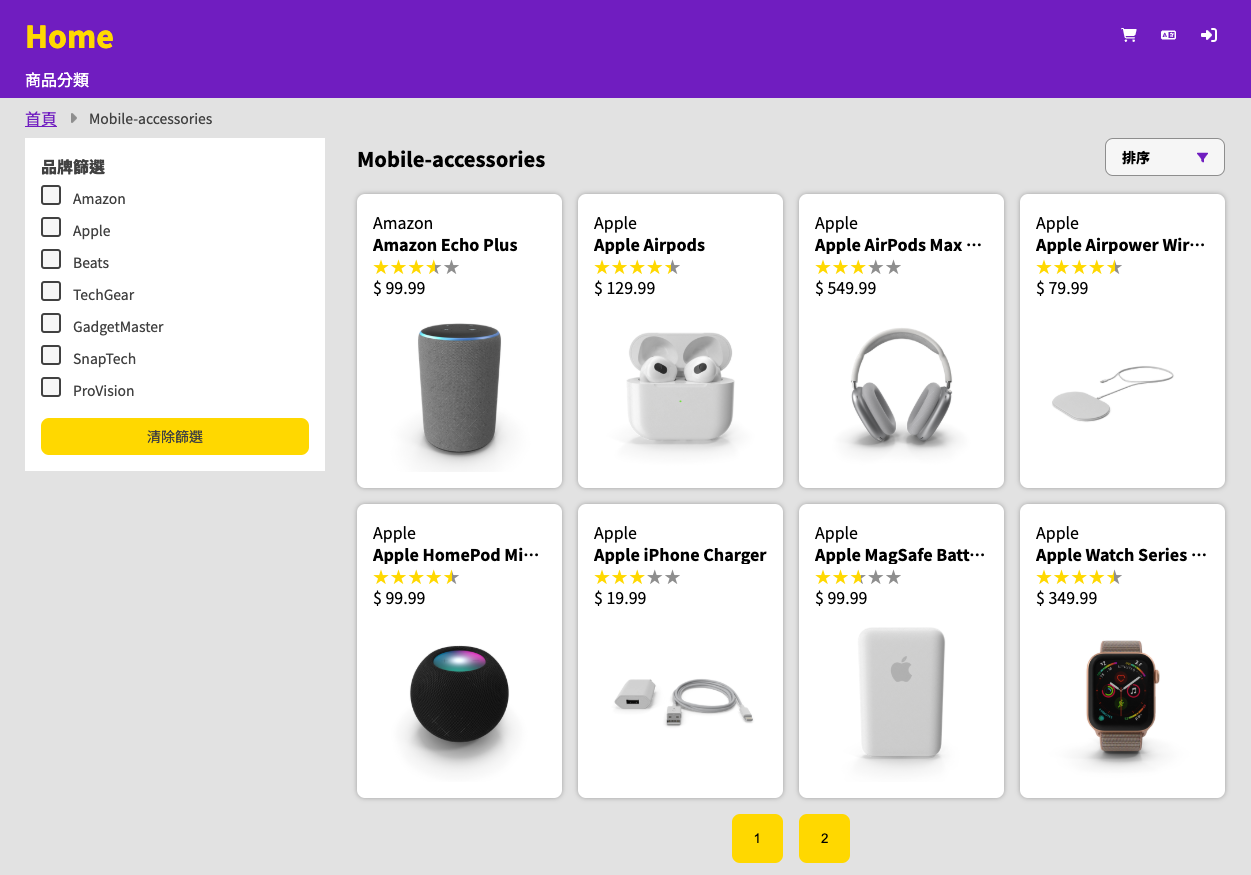 Home
商品分類
首頁 Mobile-accessories
品牌篩選
Amazon
Apple
Beats
TechGear
GadgetMaster
SnapTech
ProVision
清除篩選
Mobile-accessories
排序
Amazon
Amazon Echo Plus
$ 99.99
Apple
Apple Airpods
$ 129.99
Apple
Apple AirPods Max ···
$ 549.99
Apple
Apple Airpower Wir···
$ 79.99
Apple
Apple HomePod Mi···
$ 99.99
Apple
Apple iPhone Charger
$ 19.99
Apple
Apple MagSafe Batt···
$ 99.99
Apple
Apple Watch Series ···
$ 349.99
1 2